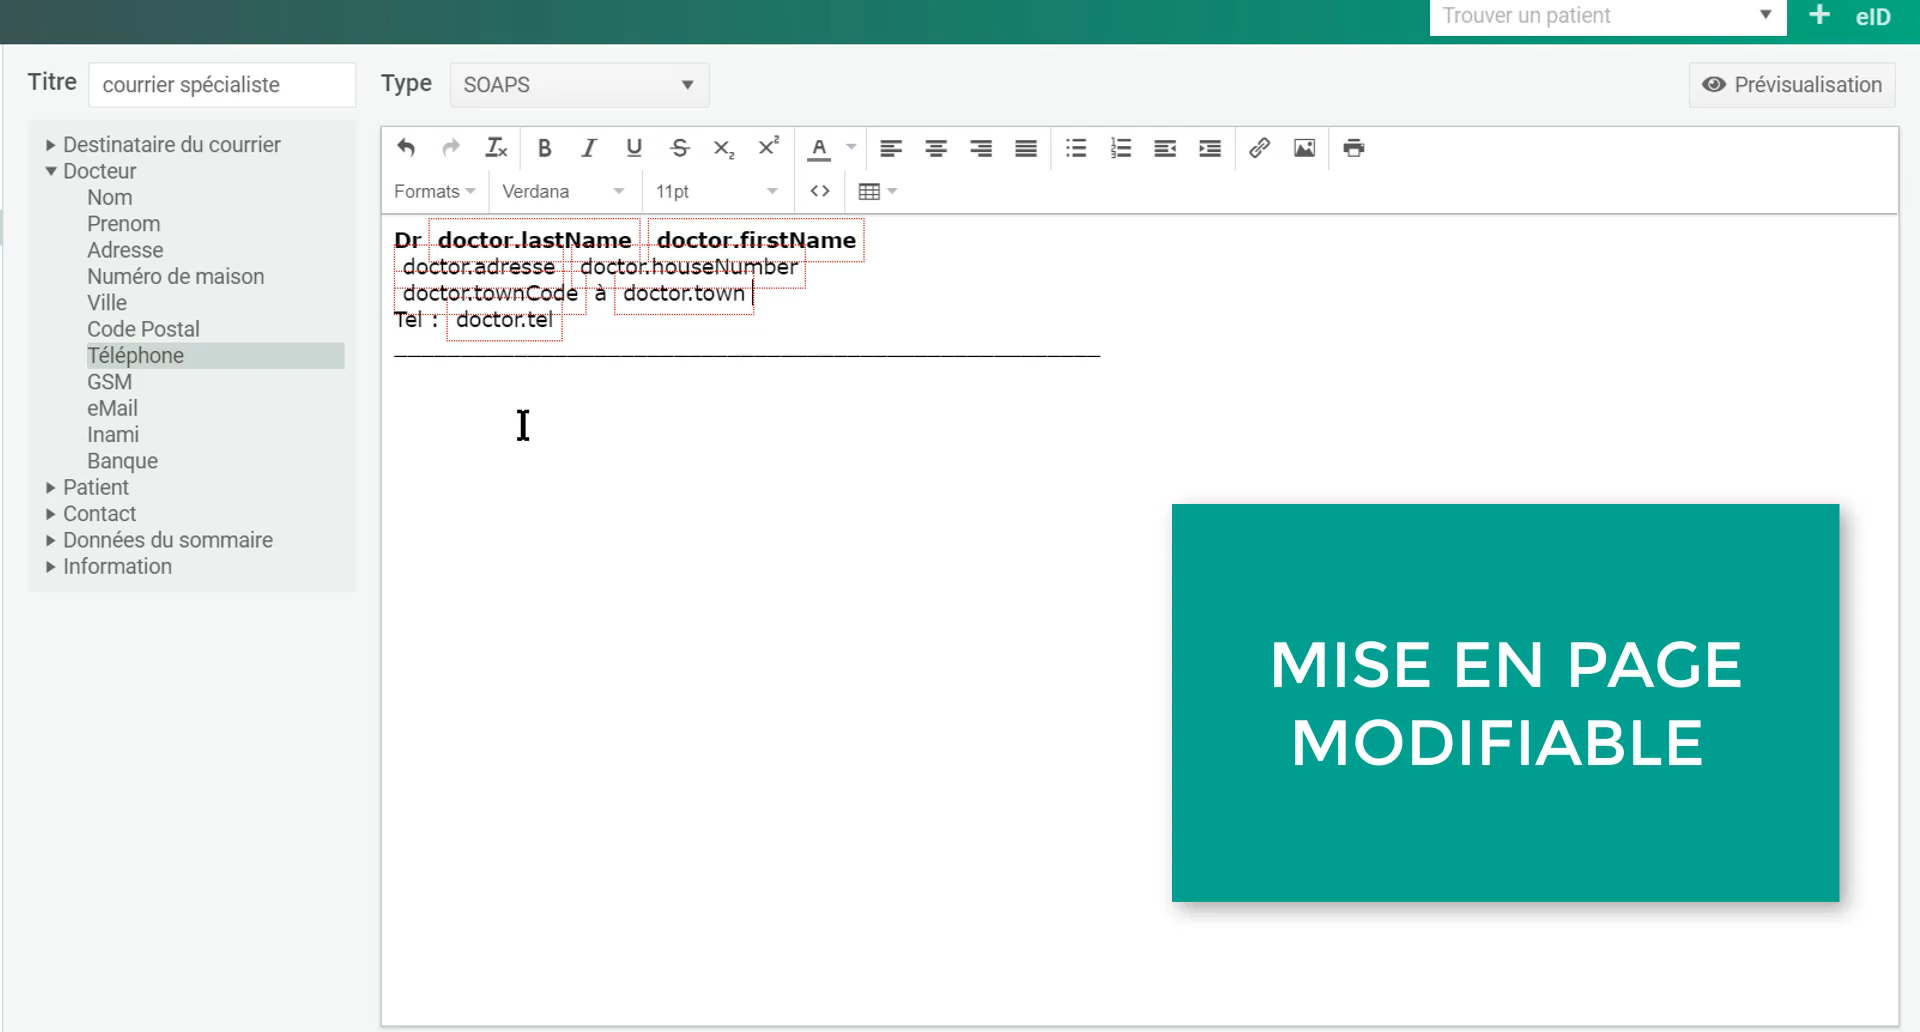 Trouver un patient
+ eID
Titre courrier spécialiste Type SOAPS Prévisualisation
Destinataire du courrier
Docteur
Nom
Prenom
Adresse
Numéro de maison
Ville
Code Postal
Téléphone
GSM
eMail
Inami
Banque
Patient
Contact
Données du sommaire
Information
B I U S X₂ X² A
Formats Verdana 11pt <>
Dr doctor.lastName doctor.firstName
doctor.adresse doctor.houseNumber
doctor.townCode à doctor.town
Tel : doctor.tel
MISE EN PAGE
MODIFIABLE